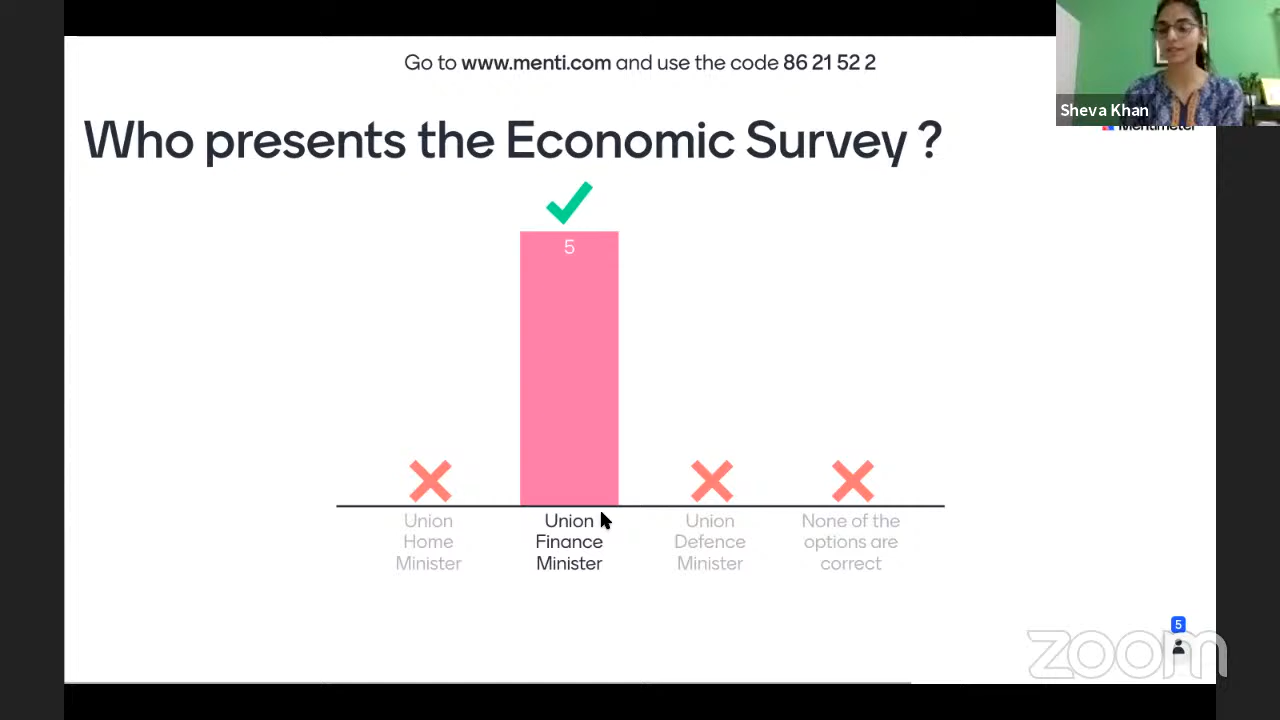 Go to www.menti.com and use the code 86 21 52 2
Sheva Khan
Mentimeter
Who presents the Economic Survey ?
5
Union
Home
Minister
Union
Finance
Minister
Union
Defence
Minister
None of the
options are
correct
5
zoom